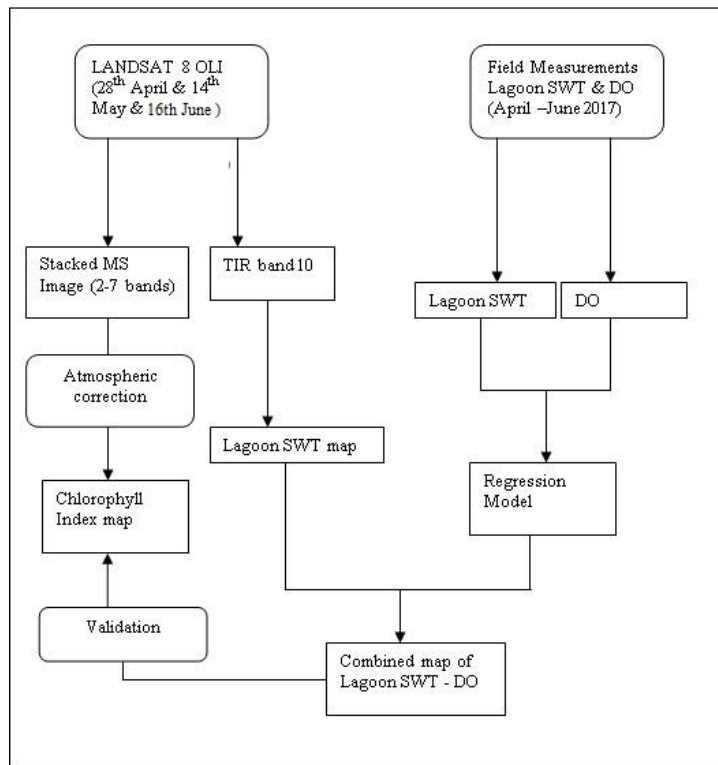 LANDSAT 8 OLI
(28th April & 14th
May & 16th June )
Field Measurements
Lagoon SWT & DO
(April –June 2017)
Stacked MS
Image (2-7 bands)
TIR band10
Lagoon SWT
DO
Atmospheric
correction
Lagoon SWT map
Regression
Model
Chlorophyll
Index map
Validation
Combined map of
Lagoon SWT - DO